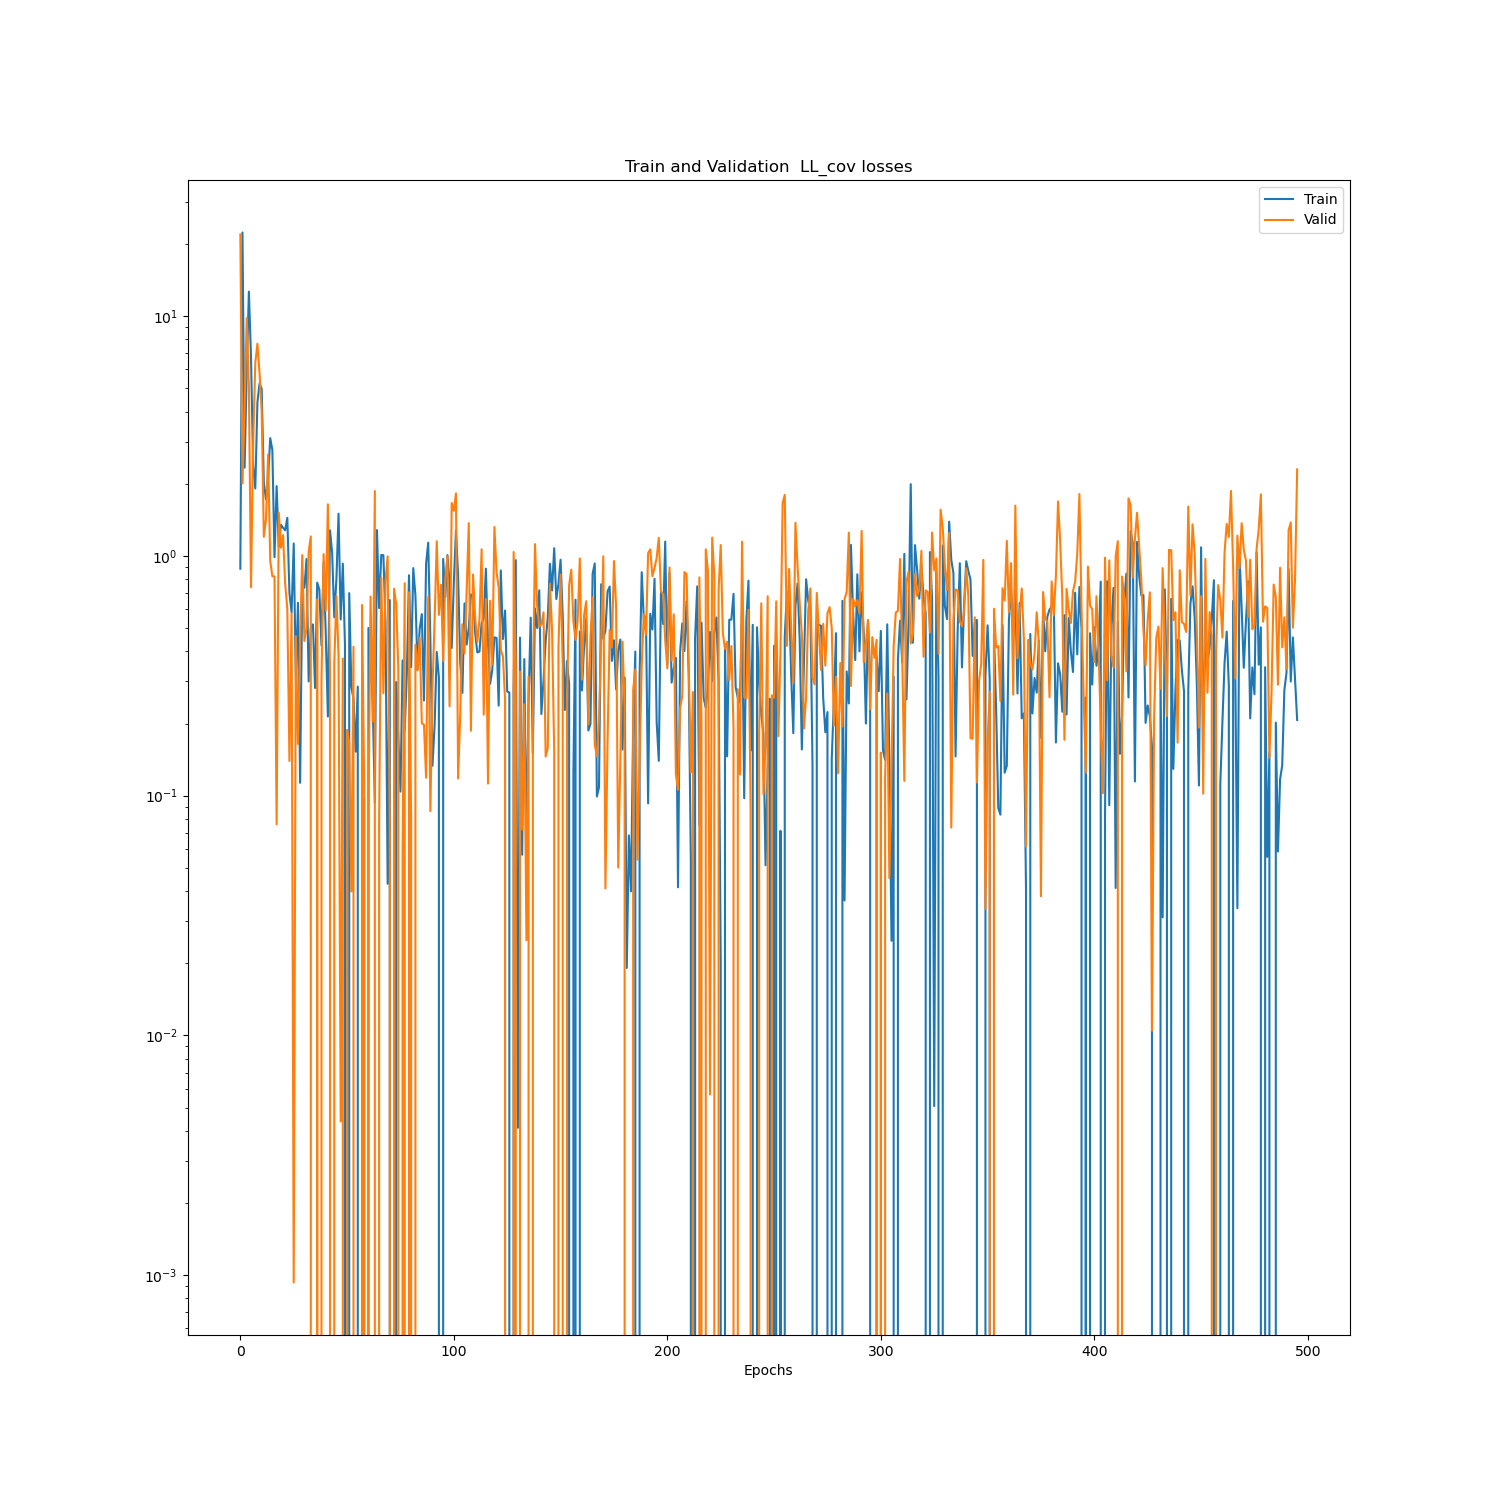 Train and Validation  LL_cov losses
Train
Valid
10¹
10⁰
10⁻¹
10⁻²
10⁻³
0 100 200 300 400 500
Epochs